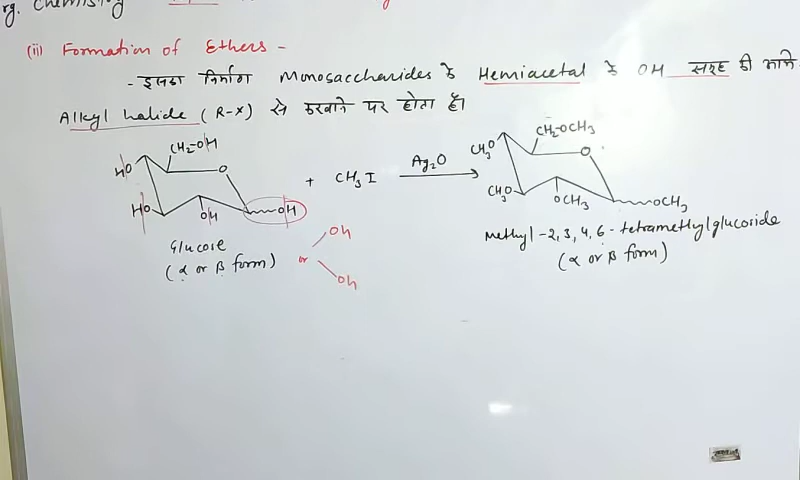 rg. Chemistry
(ii) Formation of Ethers -
- इसका निर्माण Monosaccharides के Hemiacetal के OH समूह की
Alkyl halide (R-X) से करवाने पर होता है।
CH₂-OH
HO
O
HO
OH
OH
+ CH₃I
Ag₂O
CH₂-OCH₃
CH₃O
O
CH₃O
OCH₃
OCH₃
Glucose
(α or β form)
or
OH
OH
Methyl-2,3,4,6-tetramethylglucoside
(α or β form)